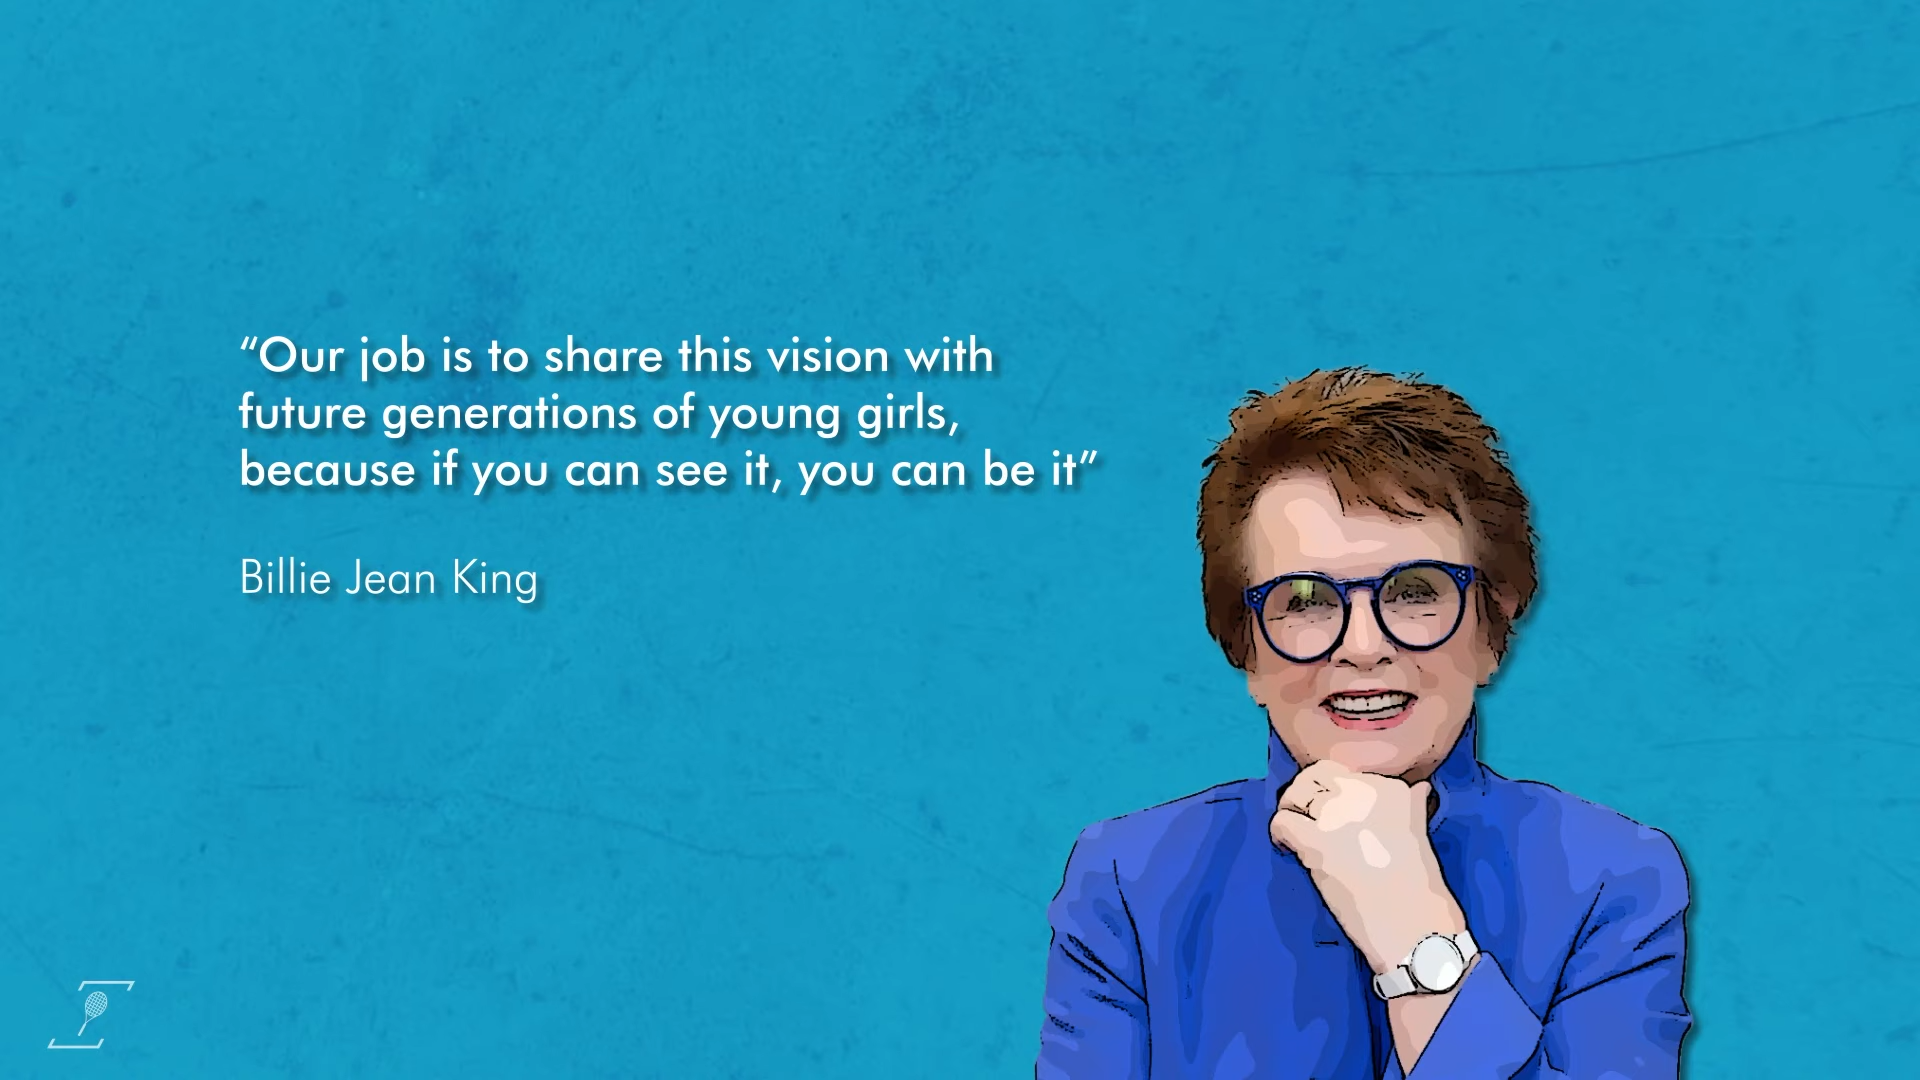 “Our job is to share this vision with
future generations of young girls,
because if you can see it, you can be it”
Billie Jean King